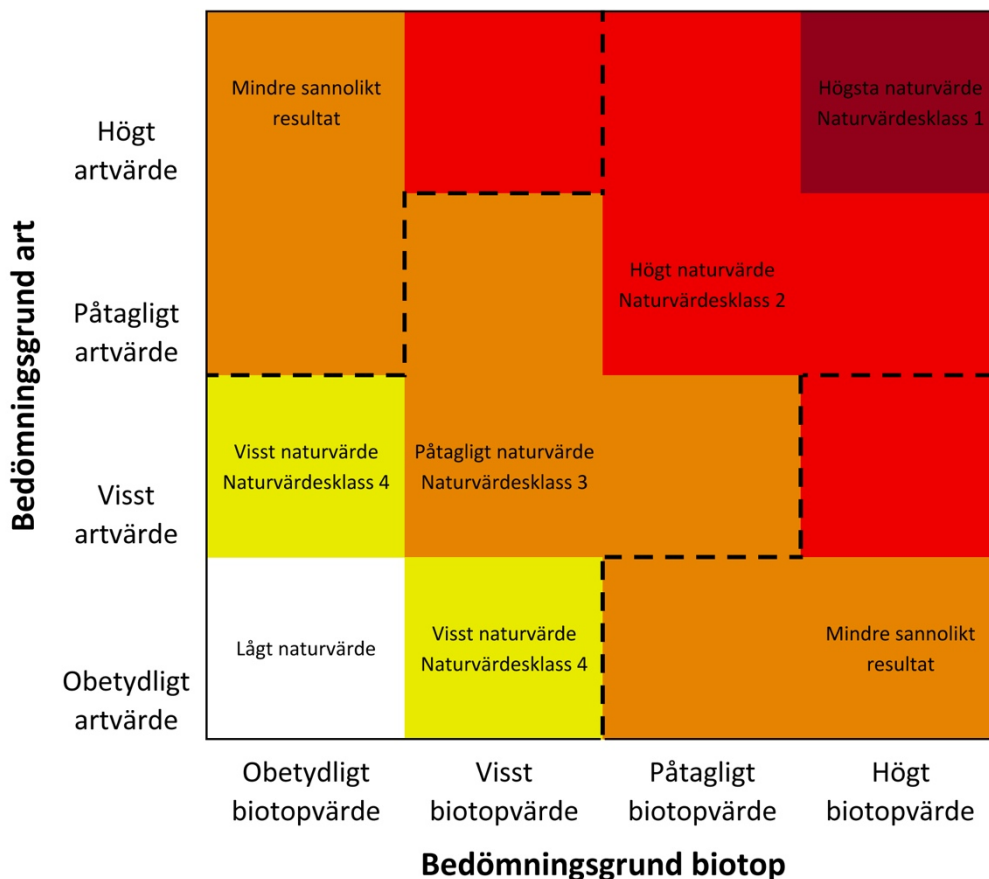 Bedömningsgrund art
Högt
artvärde
Mindre sannolikt
resultat
Högsta naturvärde
Naturvärdesklass 1
Påtagligt
artvärde
Högt naturvärde
Naturvärdesklass 2
Visst
artvärde
Visst naturvärde
Naturvärdesklass 4
Påtagligt naturvärde
Naturvärdesklass 3
Obetydligt
artvärde
Lågt naturvärde
Visst naturvärde
Naturvärdesklass 4
Mindre sannolikt
resultat
Obetydligt
biotopvärde
Visst
biotopvärde
Påtagligt
biotopvärde
Högt
biotopvärde
Bedömningsgrund biotop